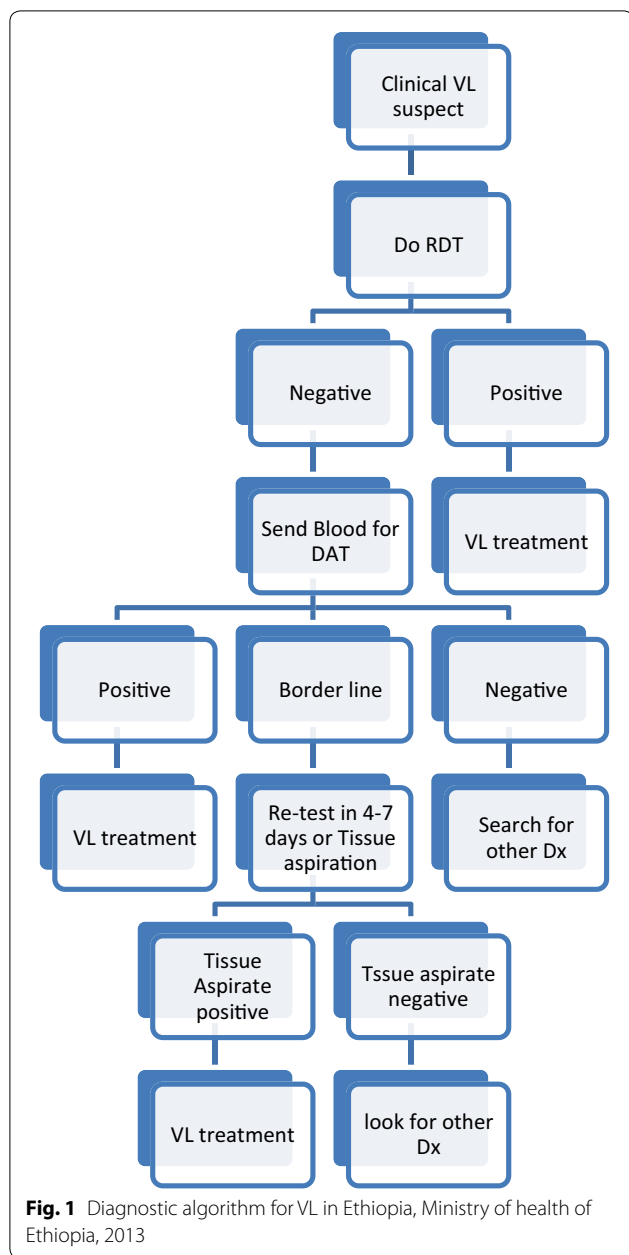 Clinical VL
suspect
Do RDT
Negative
Positive
Send Blood for
DAT
VL treatment
Positive
Border line
Negative
VL treatment
Re-test in 4-7
days or Tissue
aspiration
Search for
other Dx
Tissue
Aspirate
positive
Tssue aspirate
negative
VL treatment
look for other
Dx
Fig. 1 Diagnostic algorithm for VL in Ethiopia, Ministry of health of
Ethiopia, 2013